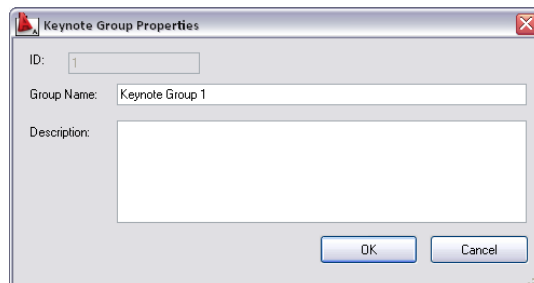 Keynote Group Properties
ID: 1
Group Name: Keynote Group 1
Description:
OK Cancel